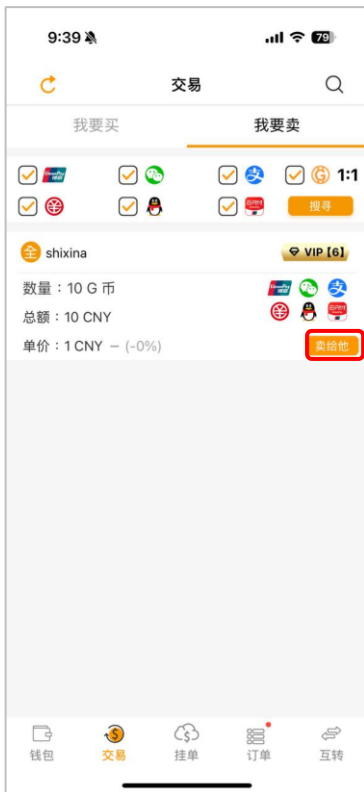 9:39
79
交易
我要买
我要卖
G 1:1
搜寻
全 shixina
VIP [6]
数量：10 G 币
总额：10 CNY
单价：1 CNY – (-0%)
卖给他
钱包
交易
挂单
订单
互转